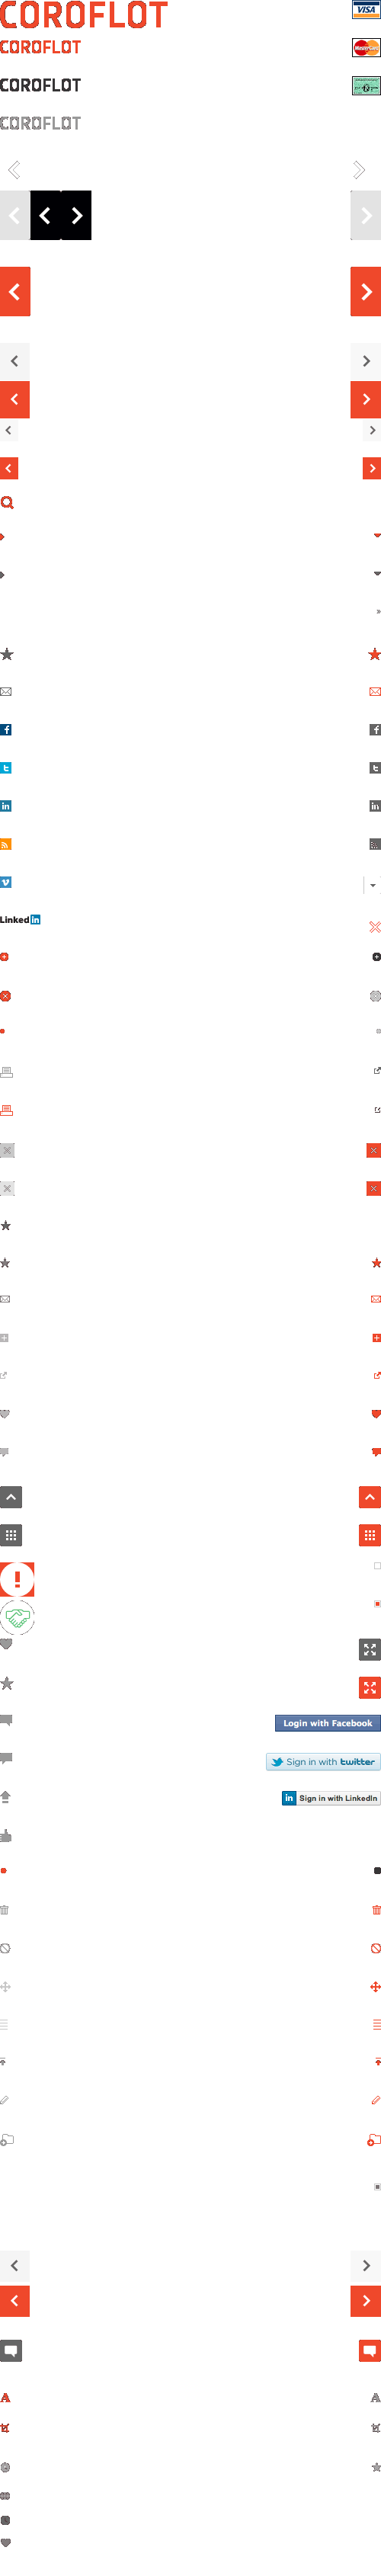 COROFLOT
VISA
COROFLOT
MasterCard
COROFLOT
COROFLOT
Linked in
Login with Facebook
Sign in with twitter
in Sign in with LinkedIn